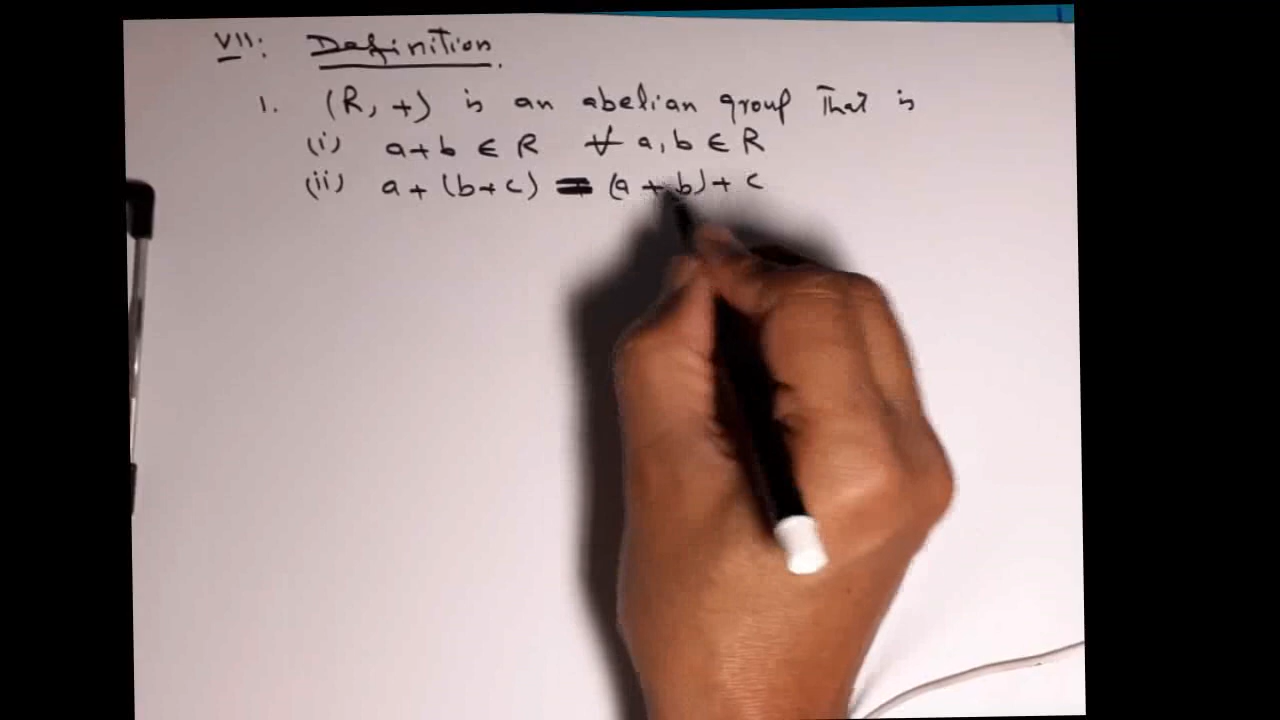 VII: Definition.
1. (R, +) is an abelian group That is
(i) a+b ∈ R ∀ a, b ∈ R
(ii) a + (b+c) = (a + b) + c